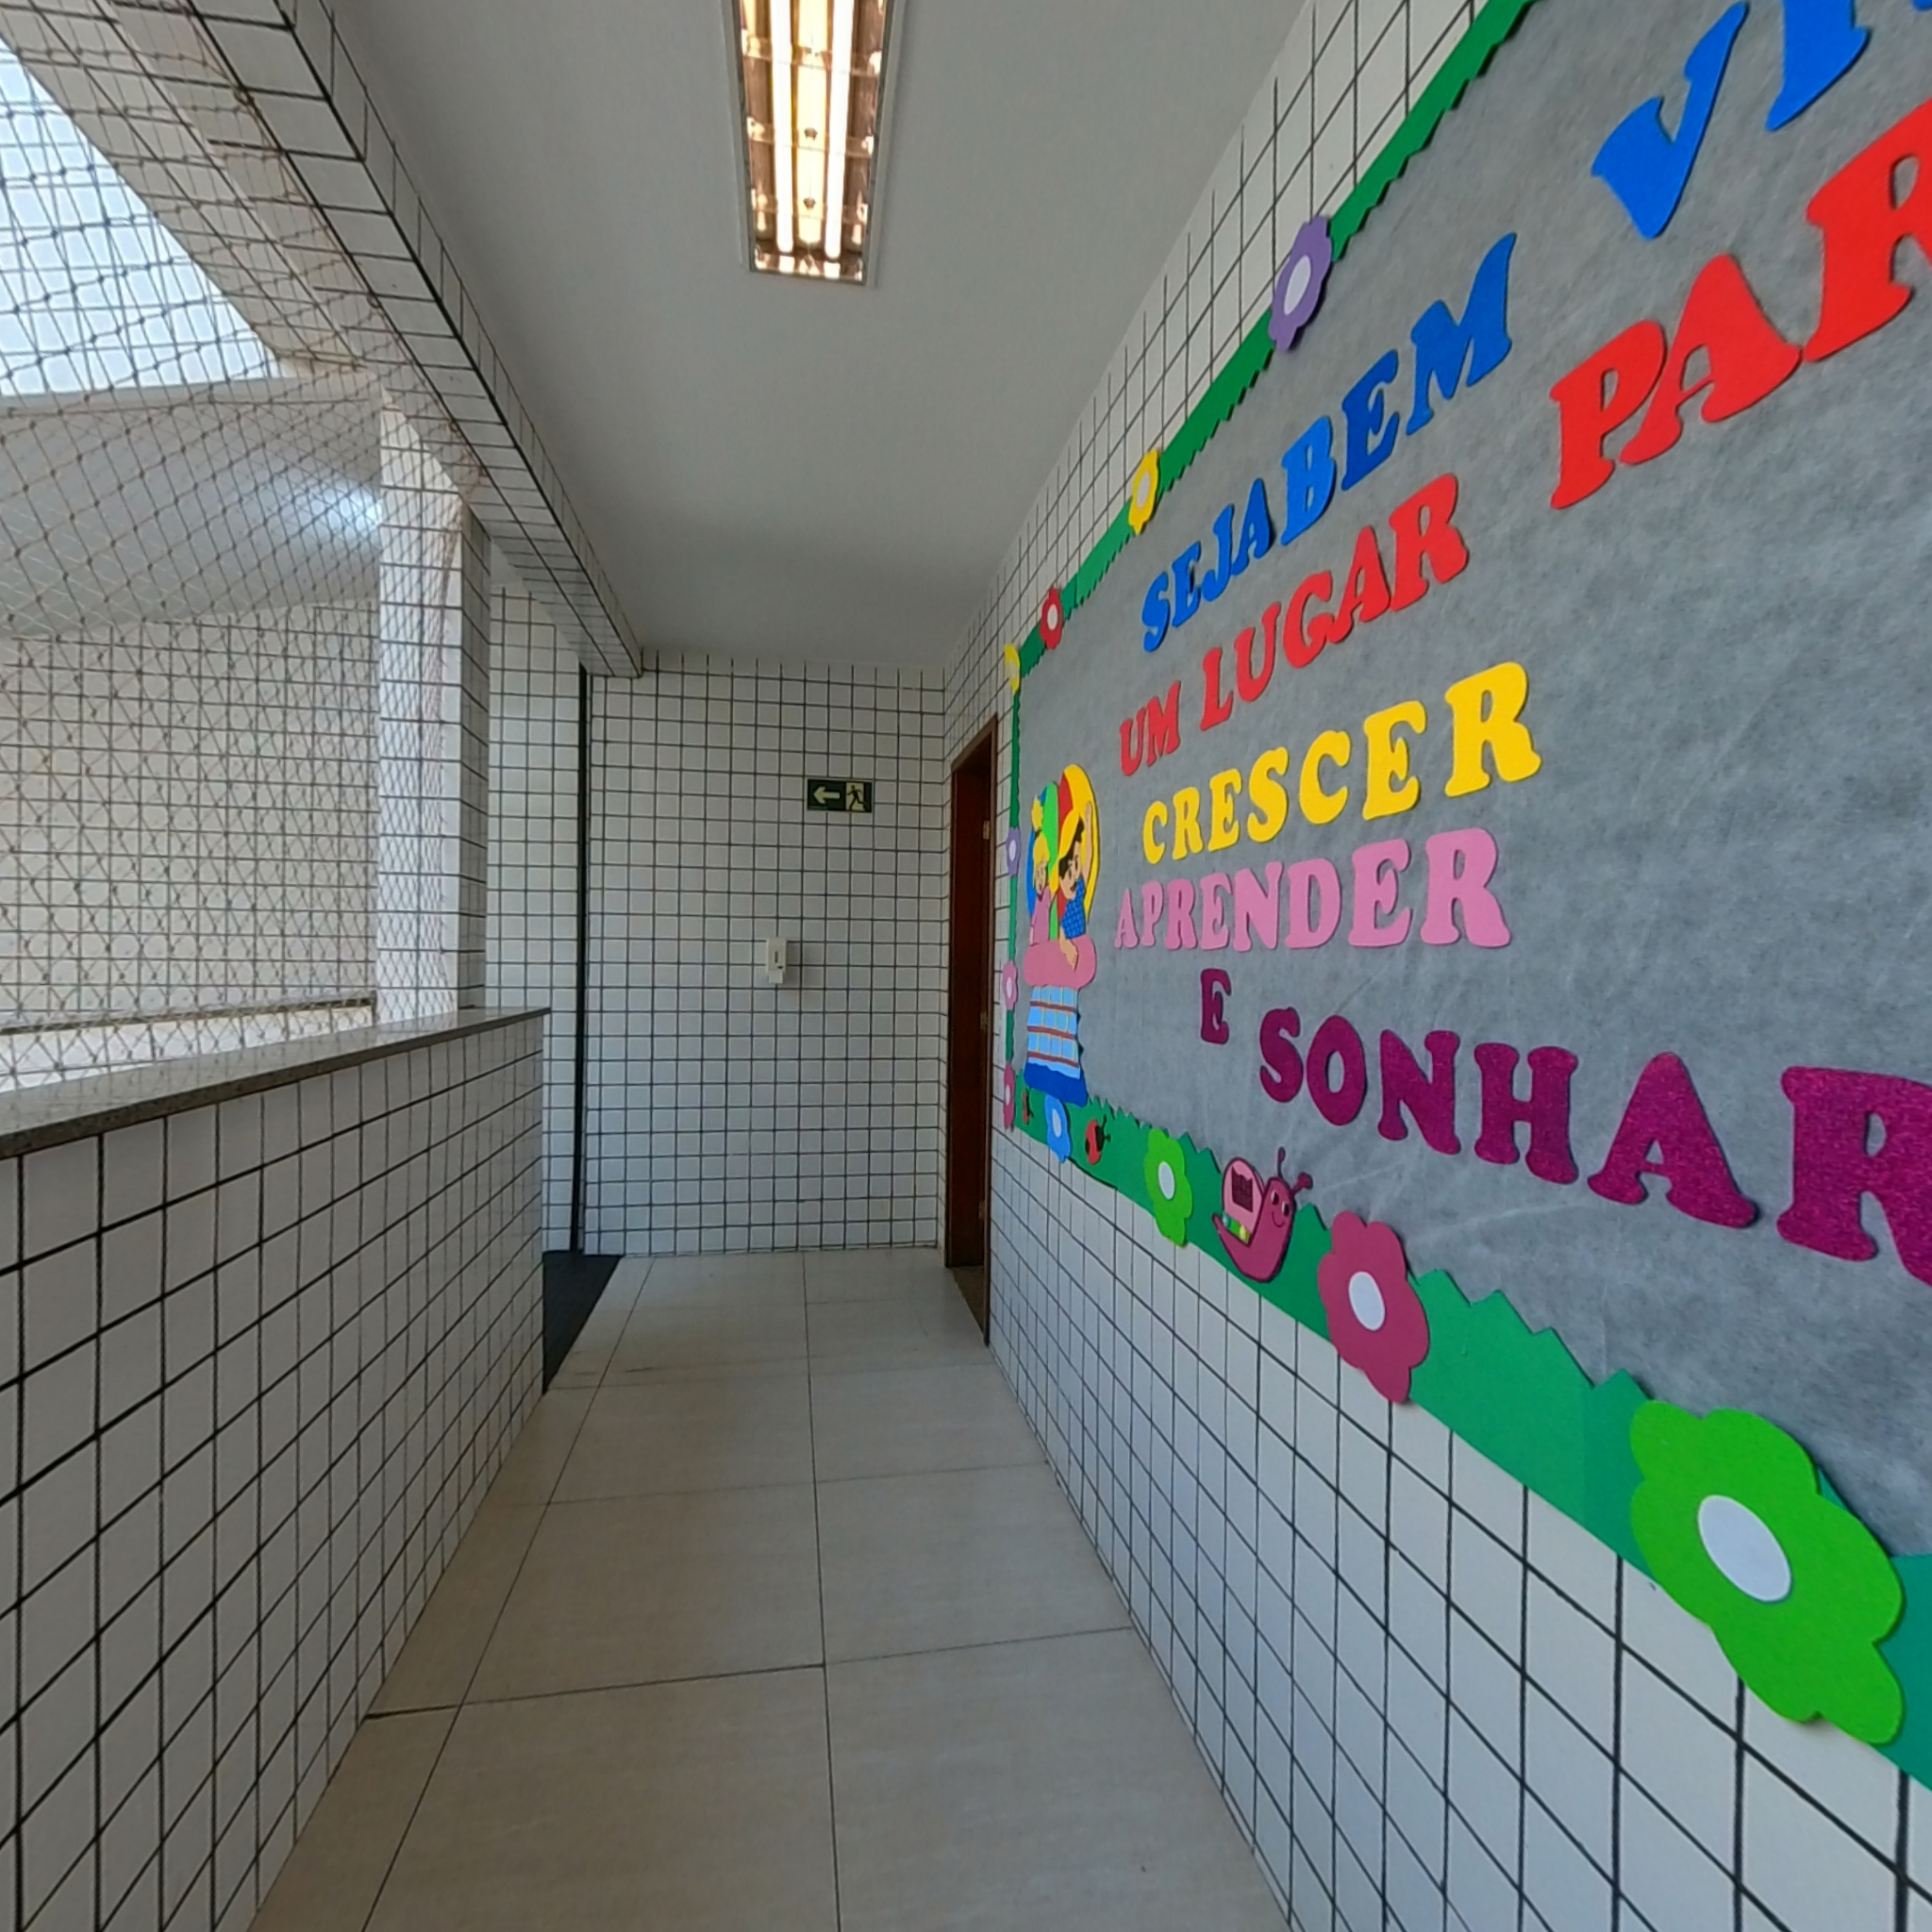 SEJA BEM VI
UM LUGAR PAR
CRESCER
APRENDER
E SONHAR